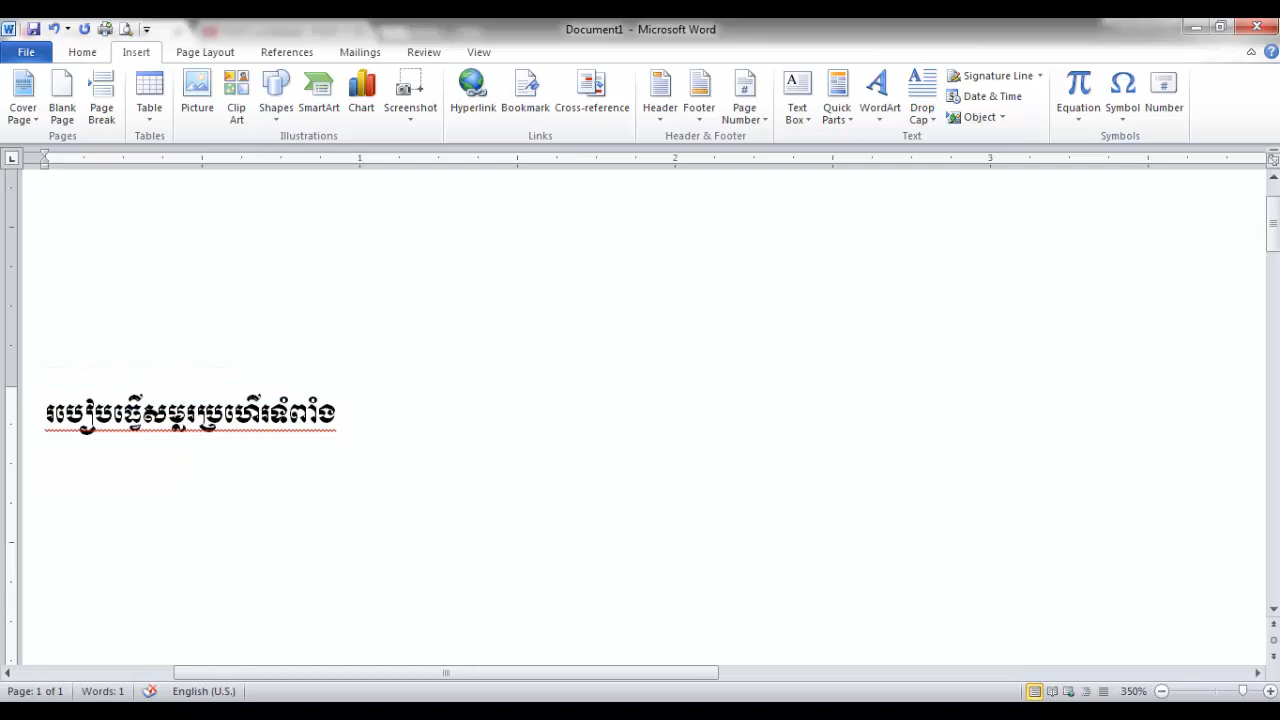 Document1 - Microsoft Word
File Home Insert Page Layout References Mailings Review View
Cover Page Blank Page Page Break Table Picture Clip Art Shapes SmartArt Chart Screenshot Hyperlink Bookmark Cross-reference Header Footer Page Number Text Box Quick Parts WordArt Drop Cap Signature Line Date & Time Object Equation Symbol Number
Pages Tables Illustrations Links Header & Footer Text Symbols
1 2 3
របៀបធ្វើសម្លរប្រហើរទំពាំង
Page: 1 of 1 Words: 1 English (U.S.) 350%